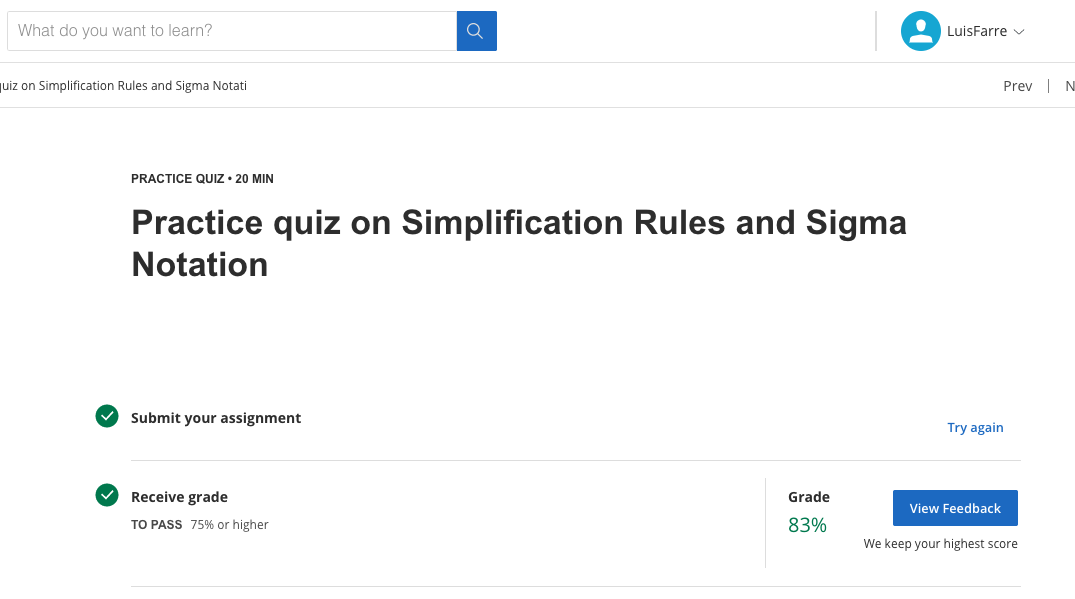 What do you want to learn?
LuisFarre
quiz on Simplification Rules and Sigma Notati
Prev | N
PRACTICE QUIZ • 20 MIN
Practice quiz on Simplification Rules and Sigma
Notation
Submit your assignment
Try again
Receive grade
TO PASS 75% or higher
Grade
83%
View Feedback
We keep your highest score